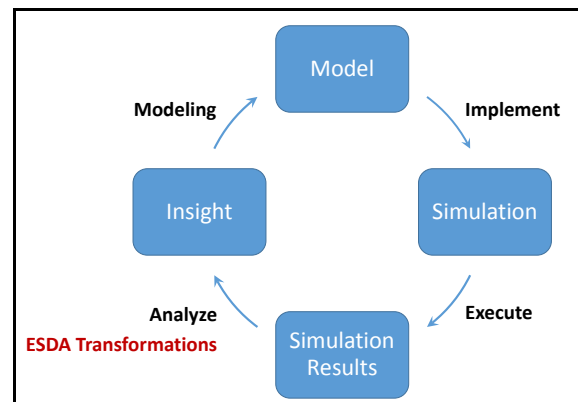 Model
Modeling
Implement
Insight
Simulation
Analyze
ESDA Transformations
Execute
Simulation
Results